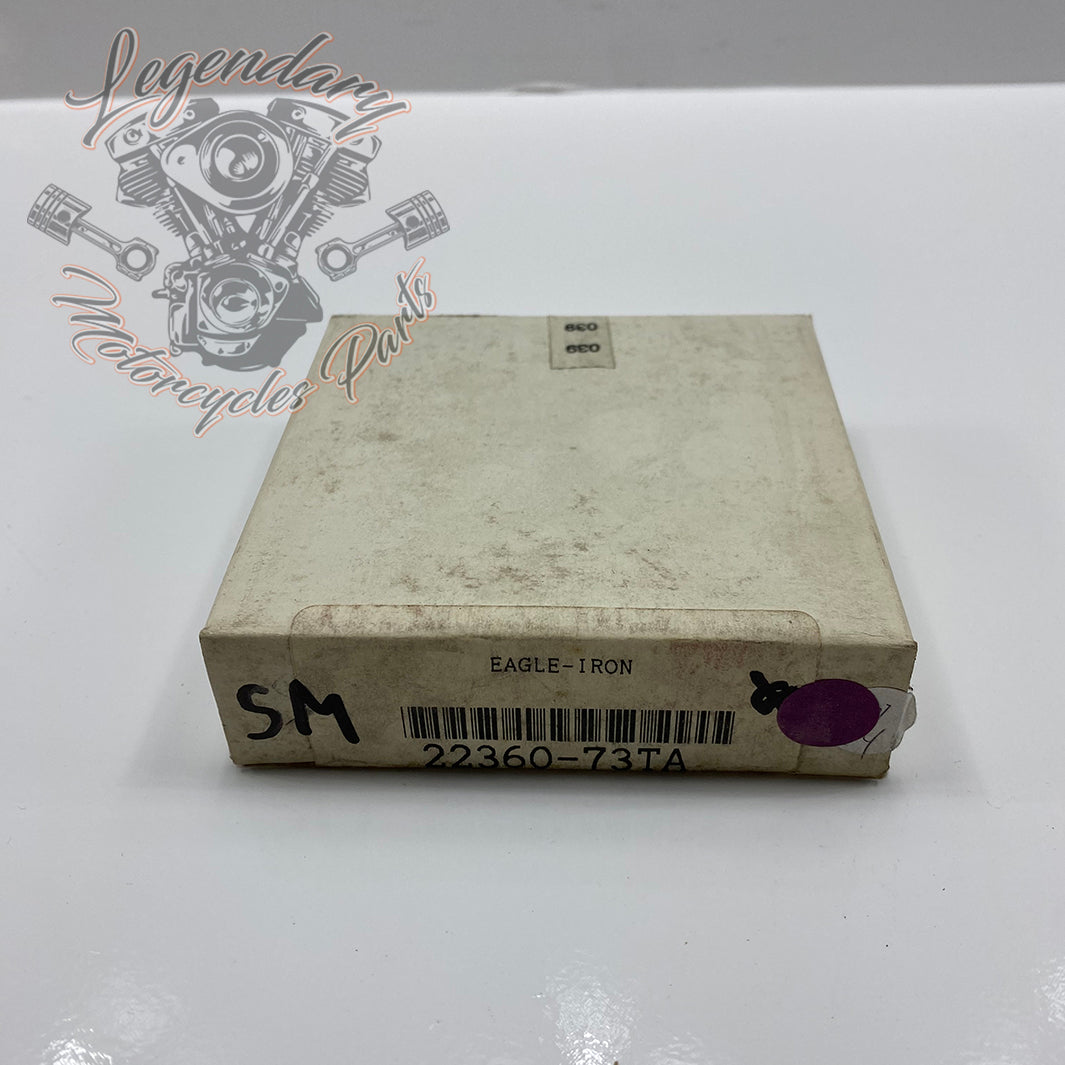 Legendary
Motorcycles Parts
039
039
EAGLE-IRON
SM
22360-73TA